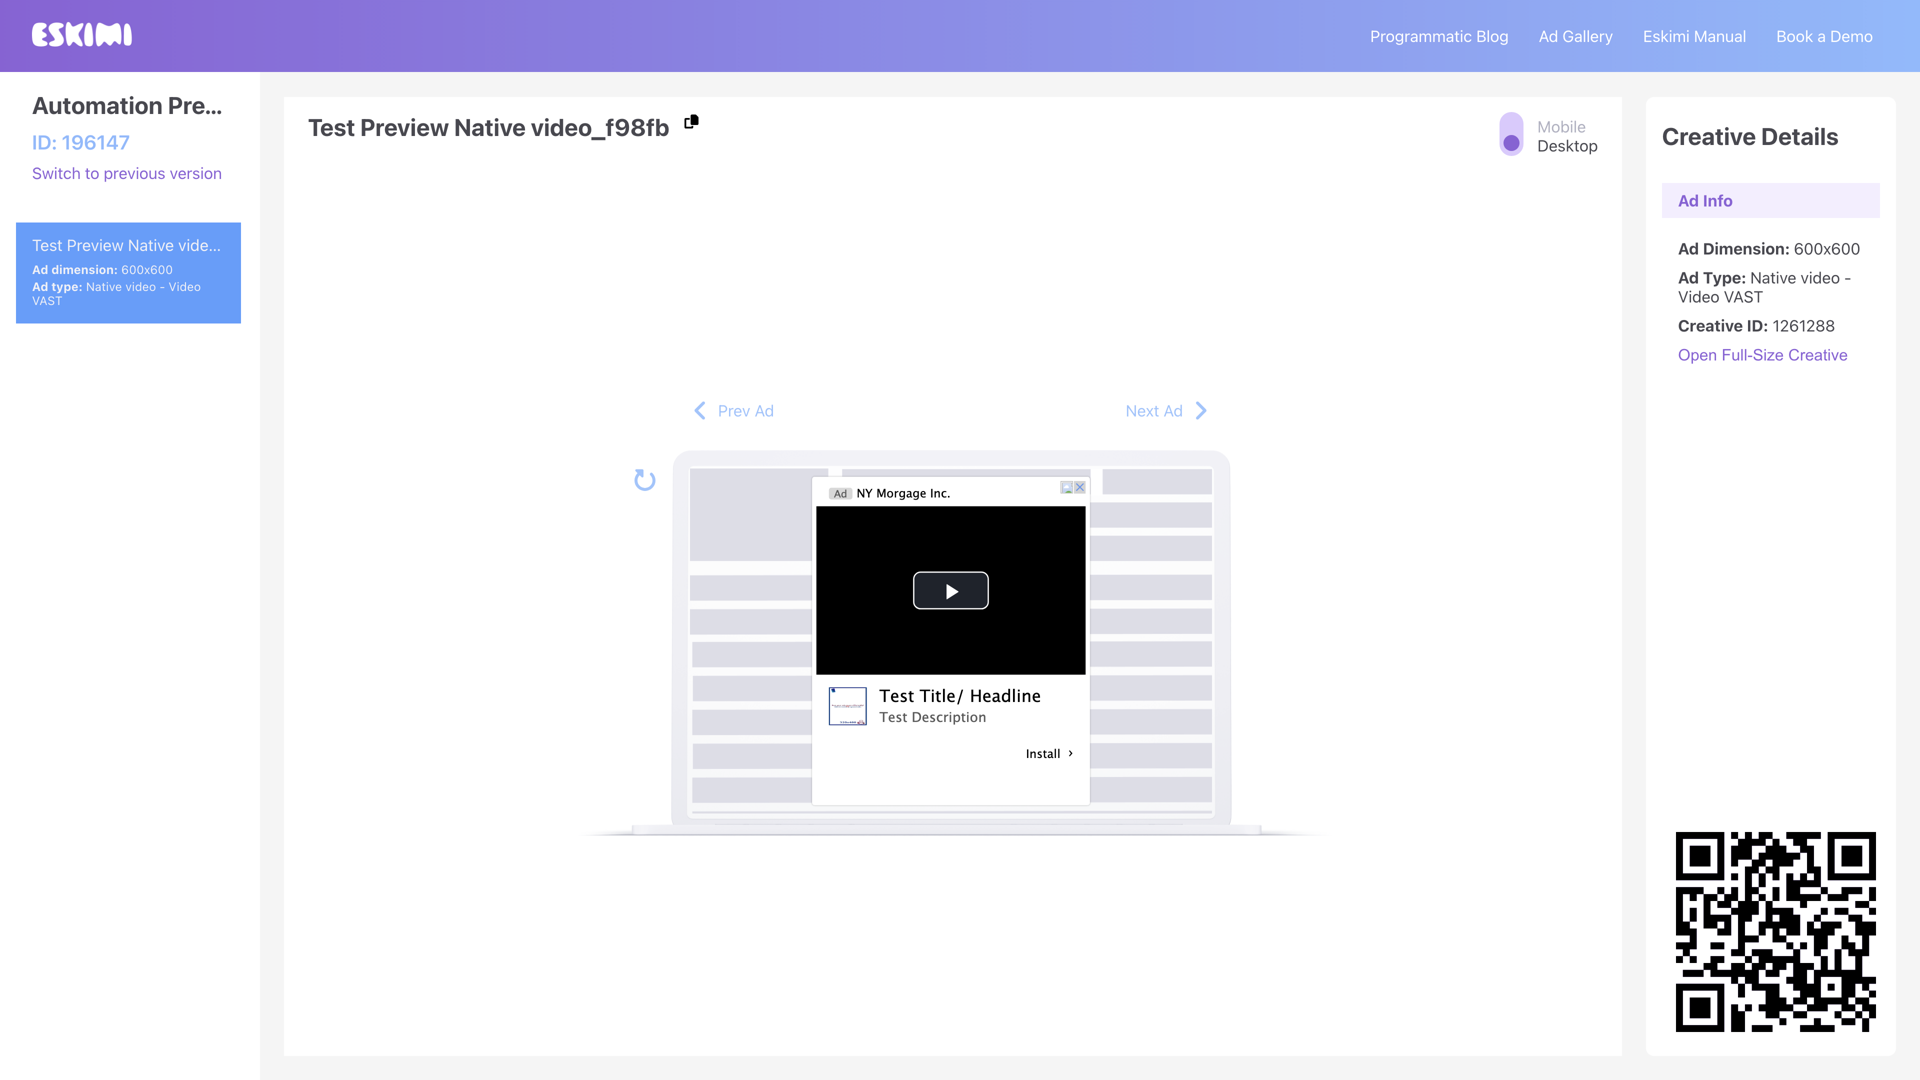 ESKIMI
Programmatic Blog
Ad Gallery
Eskimi Manual
Book a Demo
Automation Pre...
ID: 196147
Switch to previous version
Test Preview Native vide...
Ad dimension: 600x600
Ad type: Native video - Video
VAST
Test Preview Native video_f98fb
Mobile
Desktop
Prev Ad
Next Ad
Ad NY Morgage Inc.
Test Title/ Headline
Test Description
Install ›
Creative Details
Ad Info
Ad Dimension: 600x600
Ad Type: Native video -
Video VAST
Creative ID: 1261288
Open Full-Size Creative